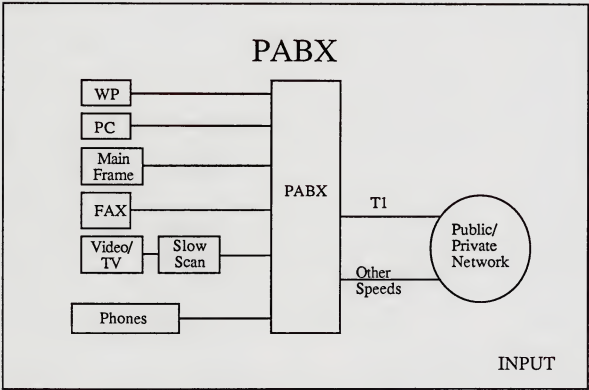 PABX
WP
PC
Main
Frame
FAX
Video/
TV
Slow
Scan
Phones
PABX
T1
Other
Speeds
Public/
Private
Network
INPUT